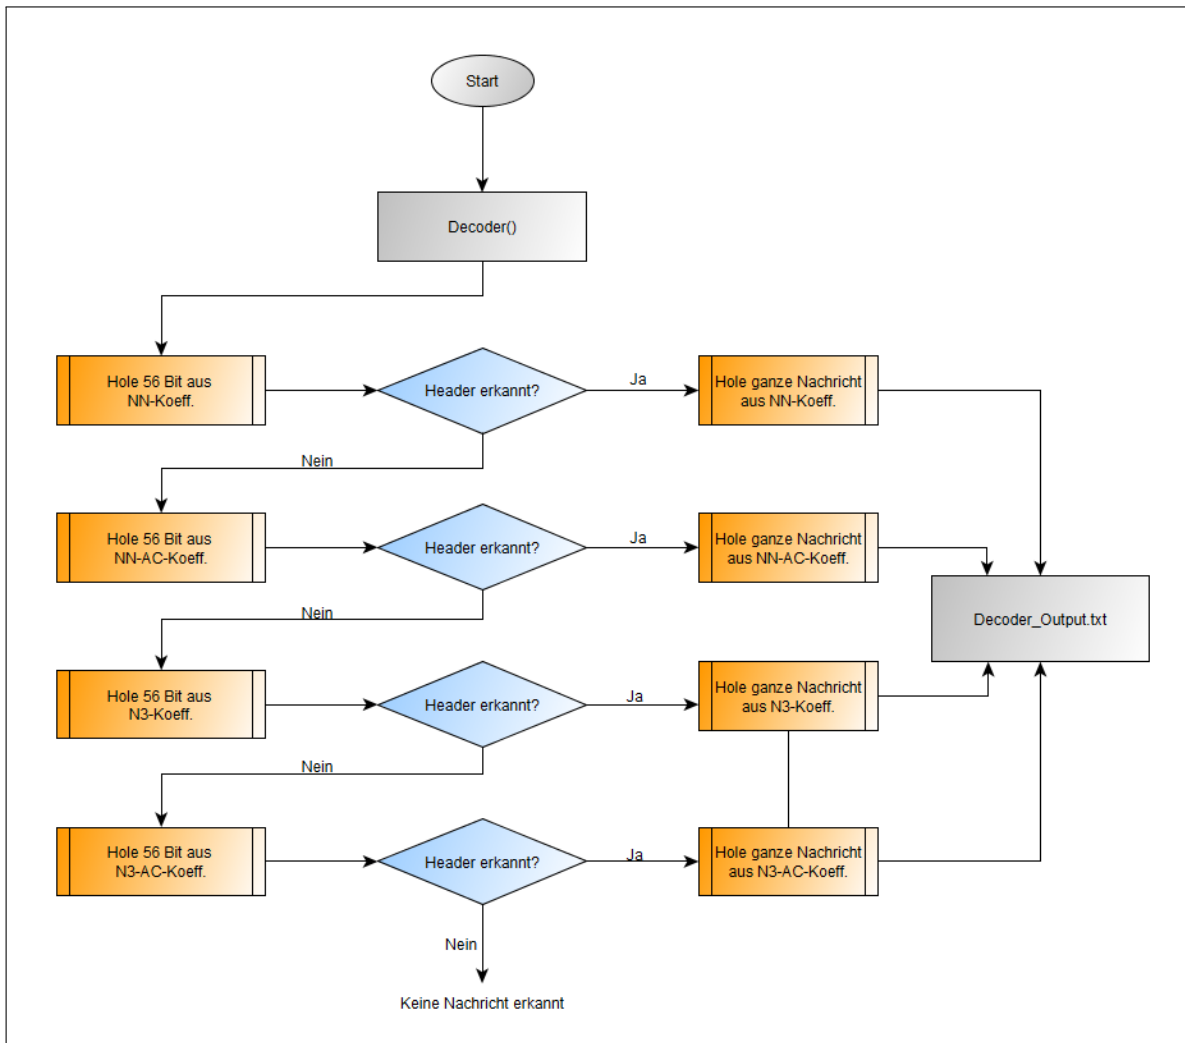 Start
Decoder()
Hole 56 Bit aus
NN-Koeff.
Header erkannt?
Ja
Hole ganze Nachricht
aus NN-Koeff.
Nein
Hole 56 Bit aus
NN-AC-Koeff.
Header erkannt?
Ja
Hole ganze Nachricht
aus NN-AC-Koeff.
Decoder_Output.txt
Nein
Hole 56 Bit aus
N3-Koeff.
Header erkannt?
Ja
Hole ganze Nachricht
aus N3-Koeff.
Nein
Hole 56 Bit aus
N3-AC-Koeff.
Header erkannt?
Ja
Hole ganze Nachricht
aus N3-AC-Koeff.
Nein
Keine Nachricht erkannt